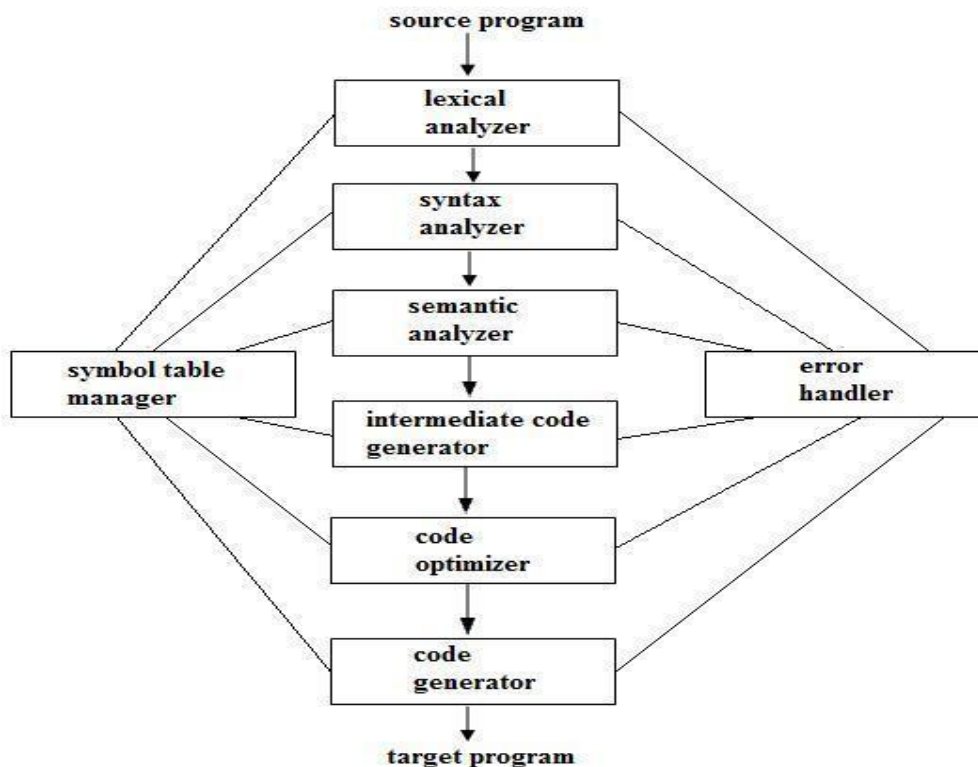 source program
lexical
analyzer
syntax
analyzer
semantic
analyzer
symbol table
manager
error
handler
intermediate code
generator
code
optimizer
code
generator
target program